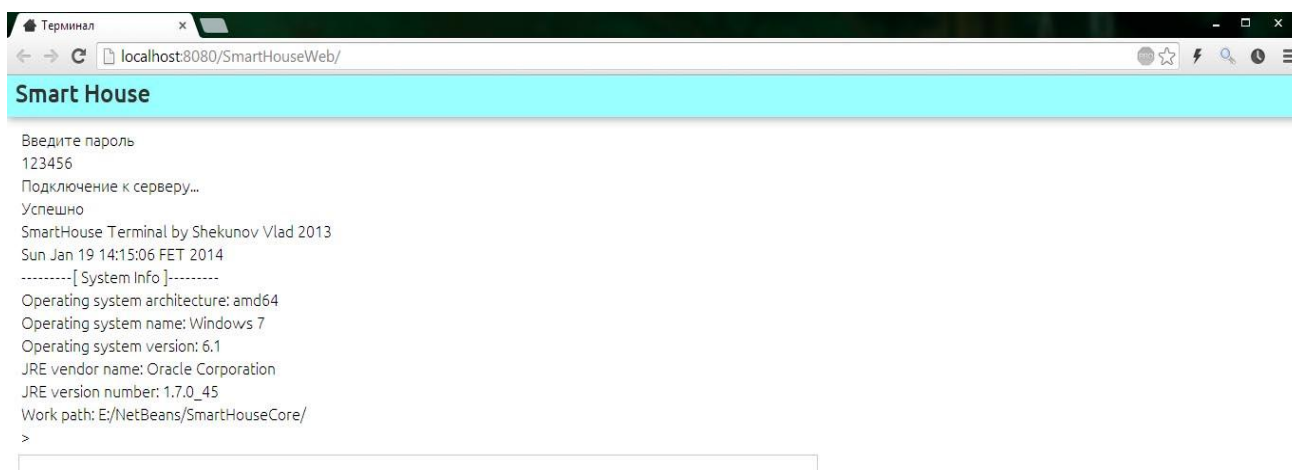 Терминал
localhost:8080/SmartHouseWeb/
Smart House
Введите пароль
123456
Подключение к серверу...
Успешно
SmartHouse Terminal by Shekunov Vlad 2013
Sun Jan 19 14:15:06 FET 2014
---------[ System Info ]---------
Operating system architecture: amd64
Operating system name: Windows 7
Operating system version: 6.1
JRE vendor name: Oracle Corporation
JRE version number: 1.7.0_45
Work path: E:/NetBeans/SmartHouseCore/
>